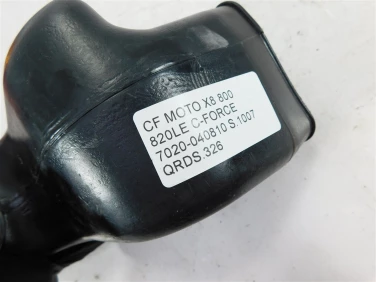 CF MOTO X8 800
820LE C-FORCE
7020-040810 S.1007
QRDS.326